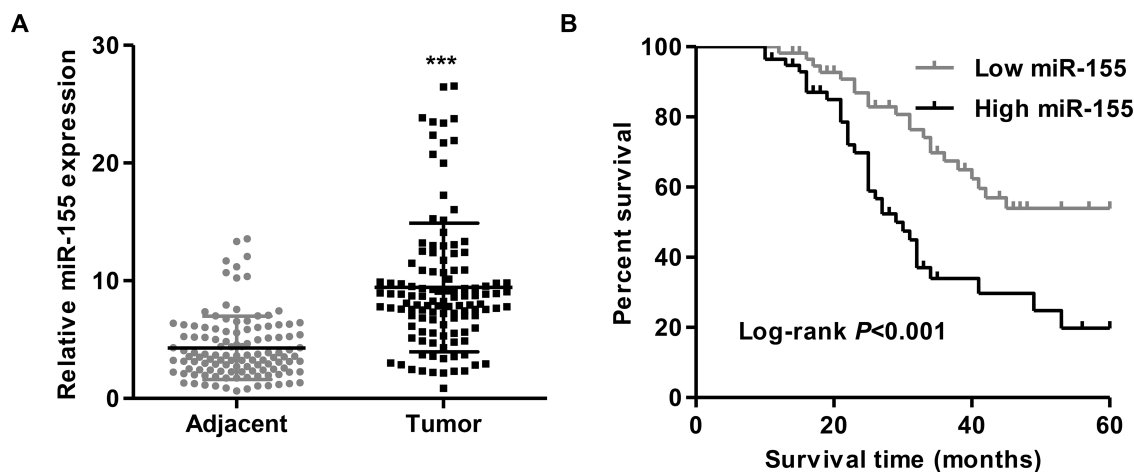 A
Relative miR-155 expression
30
20
10
0
***
Adjacent
Tumor
B
Percent survival
100
80
60
40
20
0
Low miR-155
High miR-155
Log-rank P<0.001
0
20
40
60
Survival time (months)